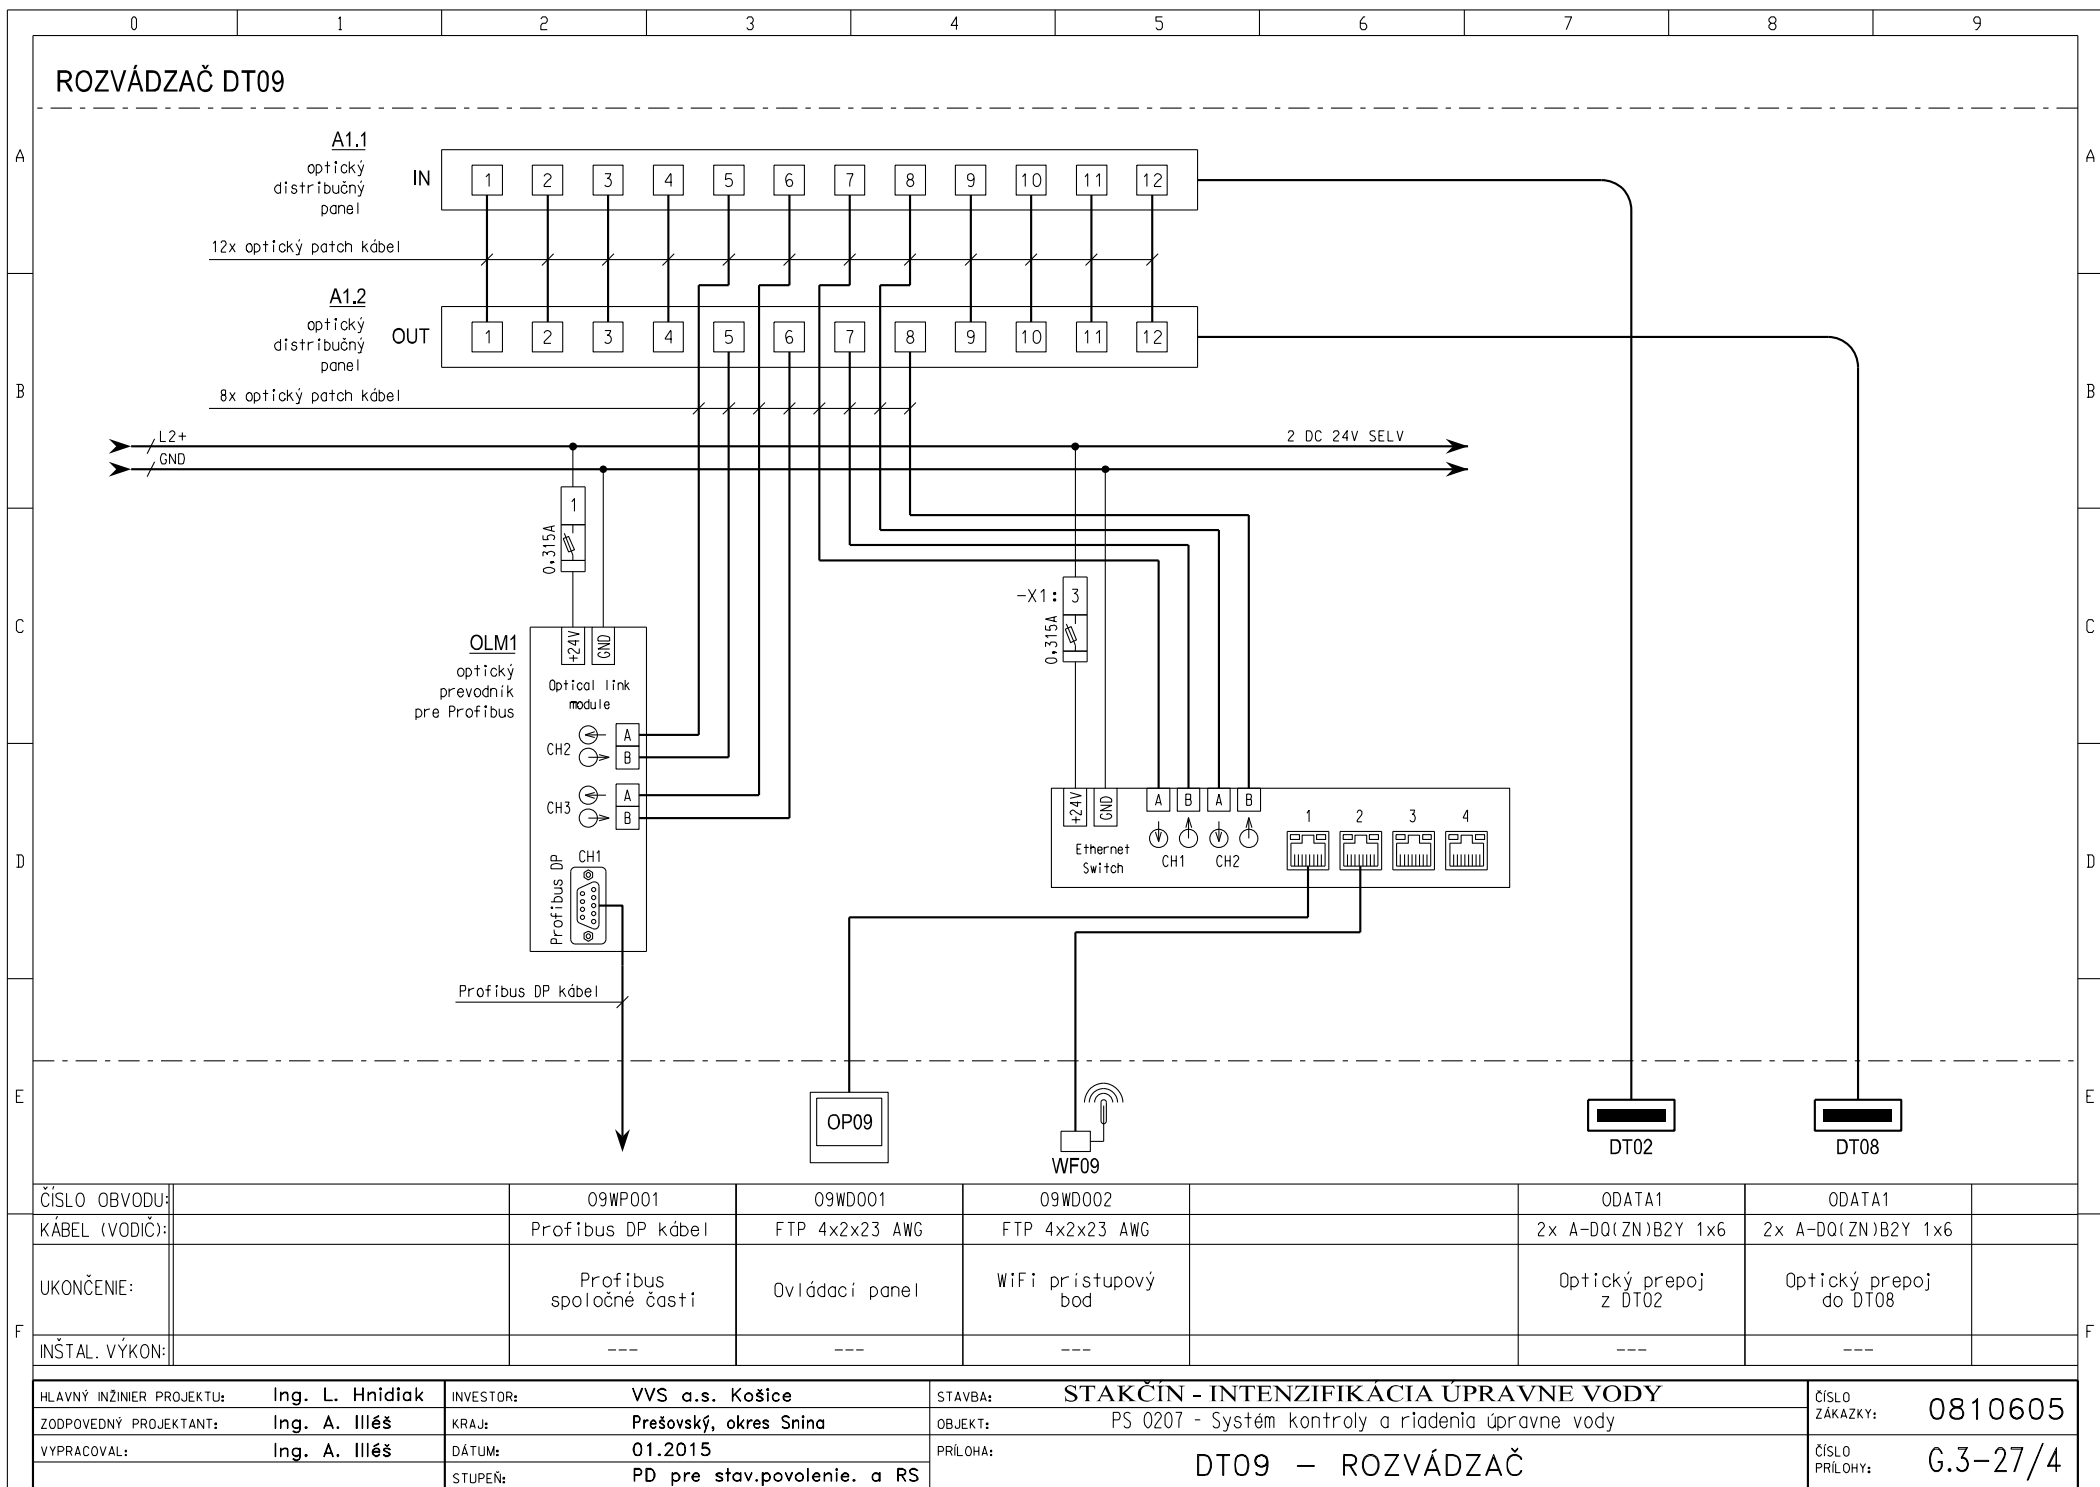 0 1 2 3 4 5 6 7 8 9
ROZVÁDZAČ DT09
A A
A1.1
optický
distribučný
panel
IN 1 2 3 4 5 6 7 8 9 10 11 12
12x optický patch kábel
A1.2
optický
distribučný
panel
OUT 1 2 3 4 5 6 7 8 9 10 11 12
B B
8x optický patch kábel
L2+ 2 DC 24V SELV
GND
1
0,315A
-X1: 3
0,315A
C C
OLM1
optický
prevodník
pre Profibus
+24V GND
Optical link
module
CH2 A
B
CH3 A
B
CH1
Profibus DP
D D
+24V GND A B A B
1 2 3 4
Ethernet
Switch
CH1 CH2
Profibus DP kábel
E E
OP09
WF09
DT02
DT08
ČÍSLO OBVODU: 09WP001 09WD001 09WD002 ODATA1 ODATA1
KÁBEL (VODIČ): Profibus DP kábel FTP 4x2x23 AWG FTP 4x2x23 AWG 2x A-DQ(ZN)B2Y 1x6 2x A-DQ(ZN)B2Y 1x6
UKONČENIE: Profibus
spoločné časti
Ovládací panel
WiFi prístupový
bod
Optický prepoj
z DT02
Optický prepoj
do DT08
F F
INŠTAL. VÝKON: --- --- --- --- ---
HLAVNÝ INŽINIER PROJEKTU: Ing. L. Hnidiak
ZODPOVEDNÝ PROJEKTANT: Ing. A. Illéš
VYPRACOVAL: Ing. A. Illéš
INVESTOR: VVS a.s. Košice
KRAJ: Prešovský, okres Snina
DÁTUM: 01.2015
STUPEŇ: PD pre stav.povolenie. a RS
STAVBA: STAKČÍN - INTENZIFIKÁCIA ÚPRAVNE VODY
OBJEKT: PS 0207 - Systém kontroly a riadenia úpravne vody
PRÍLOHA: DT09 – ROZVÁDZAČ
ČÍSLO
ZÁKAZKY: 0810605
ČÍSLO
PRÍLOHY: G.3-27/4